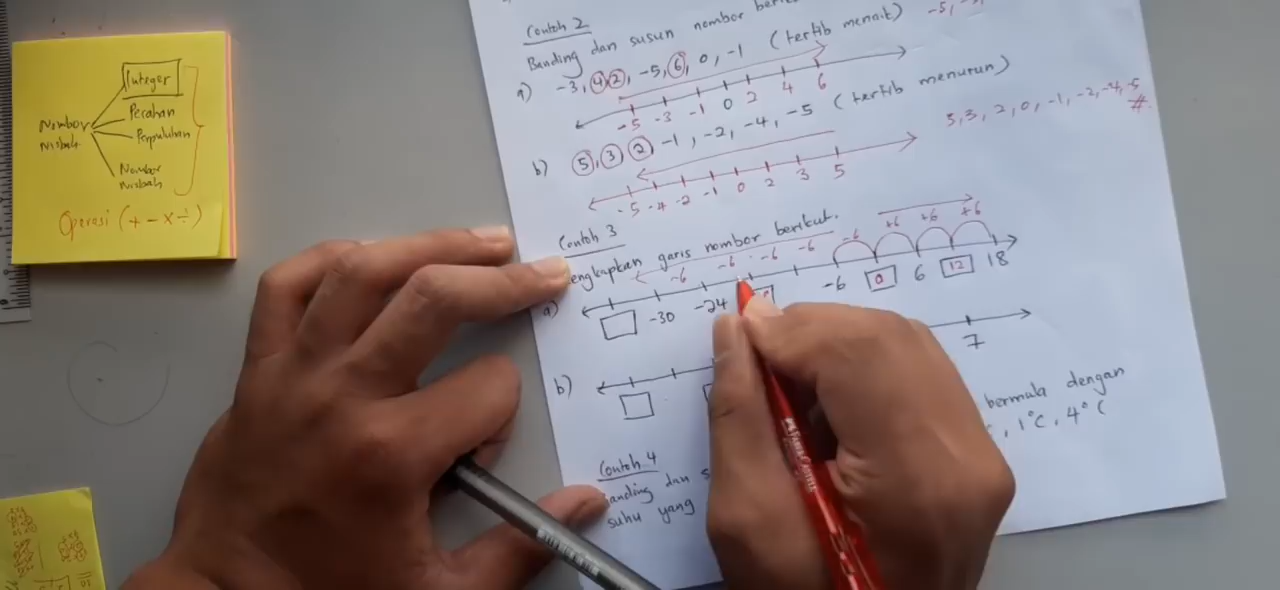 Integer
Nombor
Nisbah
Pecahan
Perpuluhan
Nombor
Nisbah
Operasi (+ - × ÷)
Contoh 2
Banding dan susun nombor
a) -3, 4, 2, -5, 6, 0, -1 (tertib menaik)
-5 -3 -1 0 2 4 6
b) 5, 3, 2, -1, -2, -4, -5 (tertib menurun)
5, 3, 2, 0, -1, -2, -4, -5 #
-5 -4 -2 -1 0 2 3 5
Contoh 3
engkapkan garis nombor berikut.
-6 -6 -6 -6 -6 +6 +6 +6
a) -30 -24 -6 0 6 12 18
b) 7
Contoh 4
Banding dan s
bermula dengan
suhu yang
, 1°C, 4°C